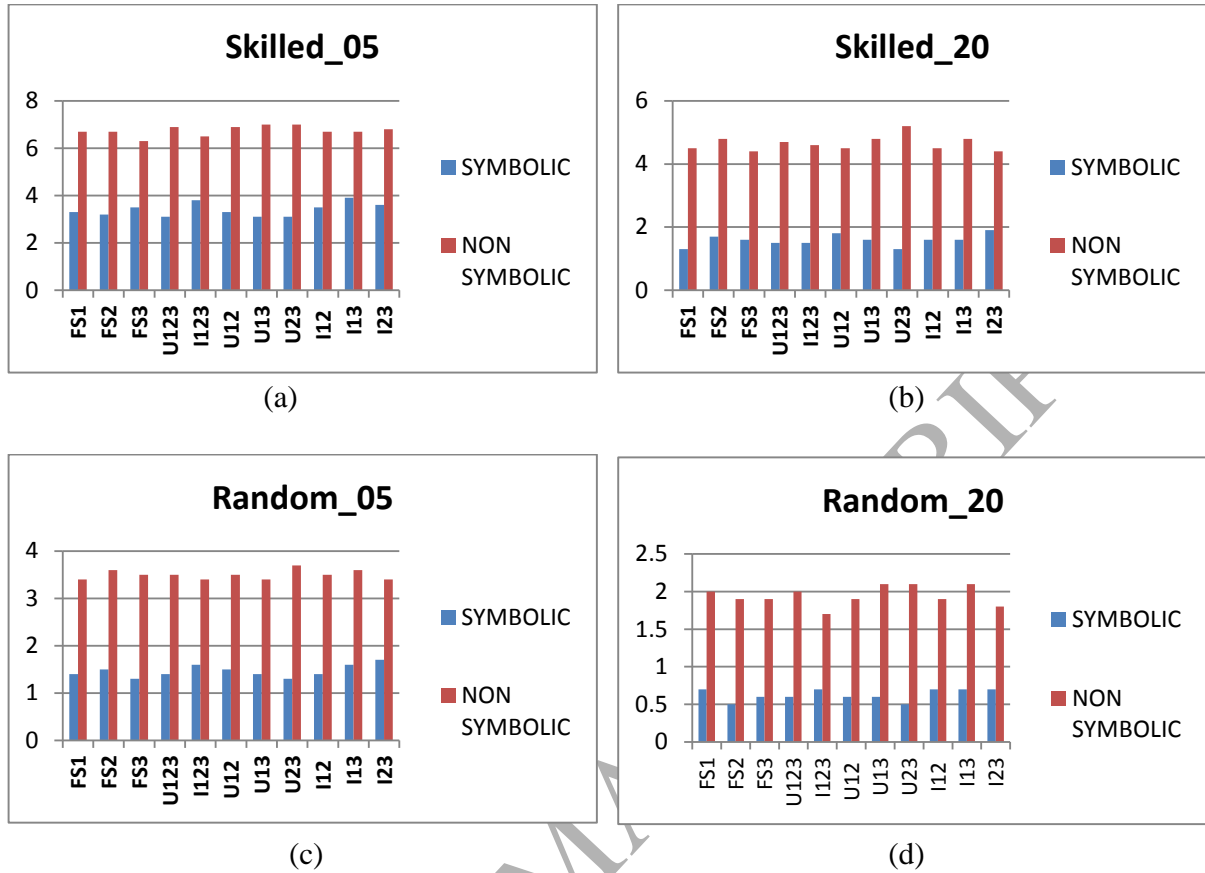 Skilled_05
8
6
4
2
0
FS1
FS2
FS3
U123
I123
U12
U13
U23
I12
I13
I23
SYMBOLIC
NON
SYMBOLIC
(a)
Skilled_20
6
4
2
0
FS1
FS2
FS3
U123
I123
U12
U13
U23
I12
I13
I23
SYMBOLIC
NON
SYMBOLIC
(b)
Random_05
4
3
2
1
0
FS1
FS2
FS3
U123
I123
U12
U13
U23
I12
I13
I23
SYMBOLIC
NON
SYMBOLIC
(c)
Random_20
2.5
2
1.5
1
0.5
0
FS1
FS2
FS3
U123
I123
U12
U13
U23
I12
I13
I23
SYMBOLIC
NON
SYMBOLIC
(d)